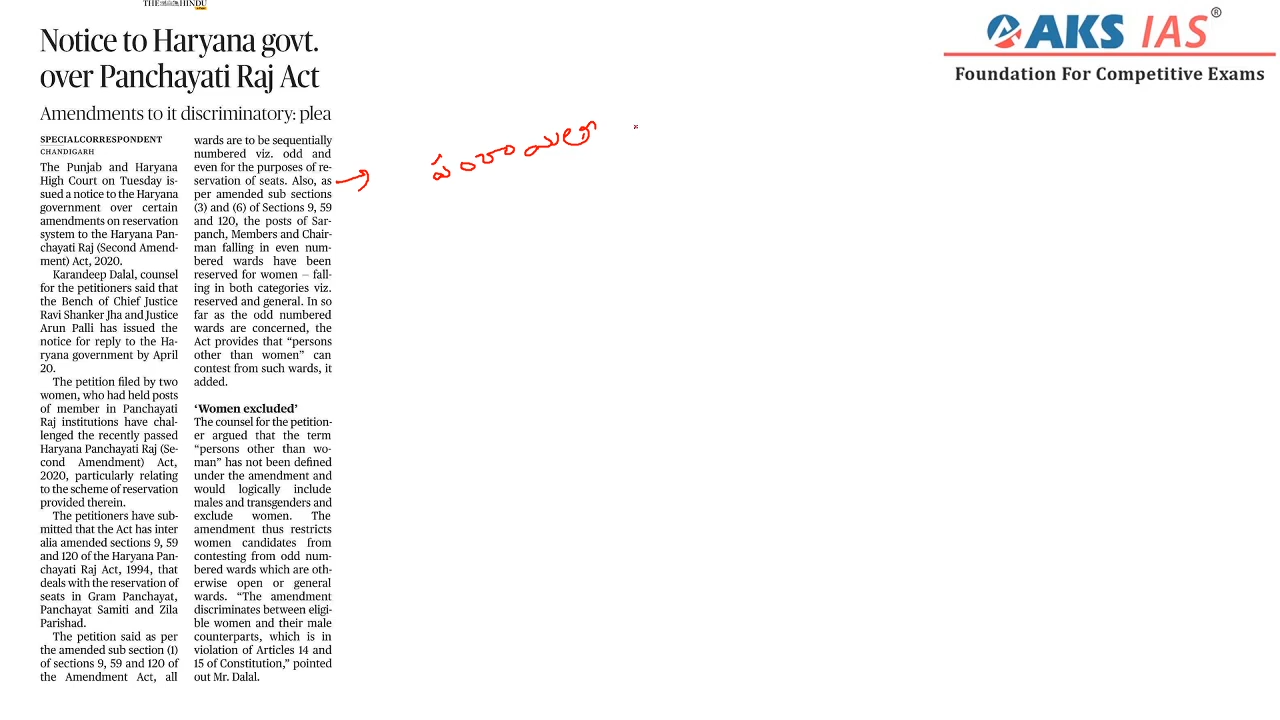 THE HINDU
AKS IAS®
Foundation For Competitive Exams
Notice to Haryana govt.
over Panchayati Raj Act
Amendments to it discriminatory: plea
SPECIALCORRESPONDENT
CHANDIGARH
The Punjab and Haryana
High Court on Tuesday is-
sued a notice to the Haryana
government over certain
amendments on reservation
system to the Haryana Pan-
chayati Raj (Second Amend-
ment) Act, 2020.
Karandeep Dalal, counsel
for the petitioners said that
the Bench of Chief Justice
Ravi Shanker Jha and Justice
Arun Palli has issued the
notice for reply to the Ha-
ryana government by April
20.
The petition filed by two
women, who had held posts
of member in Panchayati
Raj institutions have chal-
lenged the recently passed
Haryana Panchayati Raj (Se-
cond Amendment) Act,
2020, particularly relating
to the scheme of reservation
provided therein.
The petitioners have sub-
mitted that the Act has inter
alia amended sections 9, 59
and 120 of the Haryana Pan-
chayati Raj Act, 1994, that
deals with the reservation of
seats in Gram Panchayat,
Panchayat Samiti and Zila
Parishad.
The petition said as per
the amended sub section (1)
of sections 9, 59 and 120 of
the Amendment Act, all
wards are to be sequentially
numbered viz. odd and
even for the purposes of re-
servation of seats. Also, as
per amended sub sections
(3) and (6) of Sections 9, 59
and 120, the posts of Sar-
panch, Members and Chair-
man falling in even num-
bered wards have been
reserved for women – fall-
ing in both categories viz.
reserved and general. In so
far as the odd numbered
wards are concerned, the
Act provides that “persons
other than women” can
contest from such wards, it
added.
‘Women excluded’
The counsel for the petition-
er argued that the term
“persons other than wo-
man” has not been defined
under the amendment and
would logically include
males and transgenders and
exclude women. The
amendment thus restricts
women candidates from
contesting from odd num-
bered wards which are oth-
erwise open or general
wards. “The amendment
discriminates between eligi-
ble women and their male
counterparts, which is in
violation of Articles 14 and
15 of Constitution,” pointed
out Mr. Dalal.